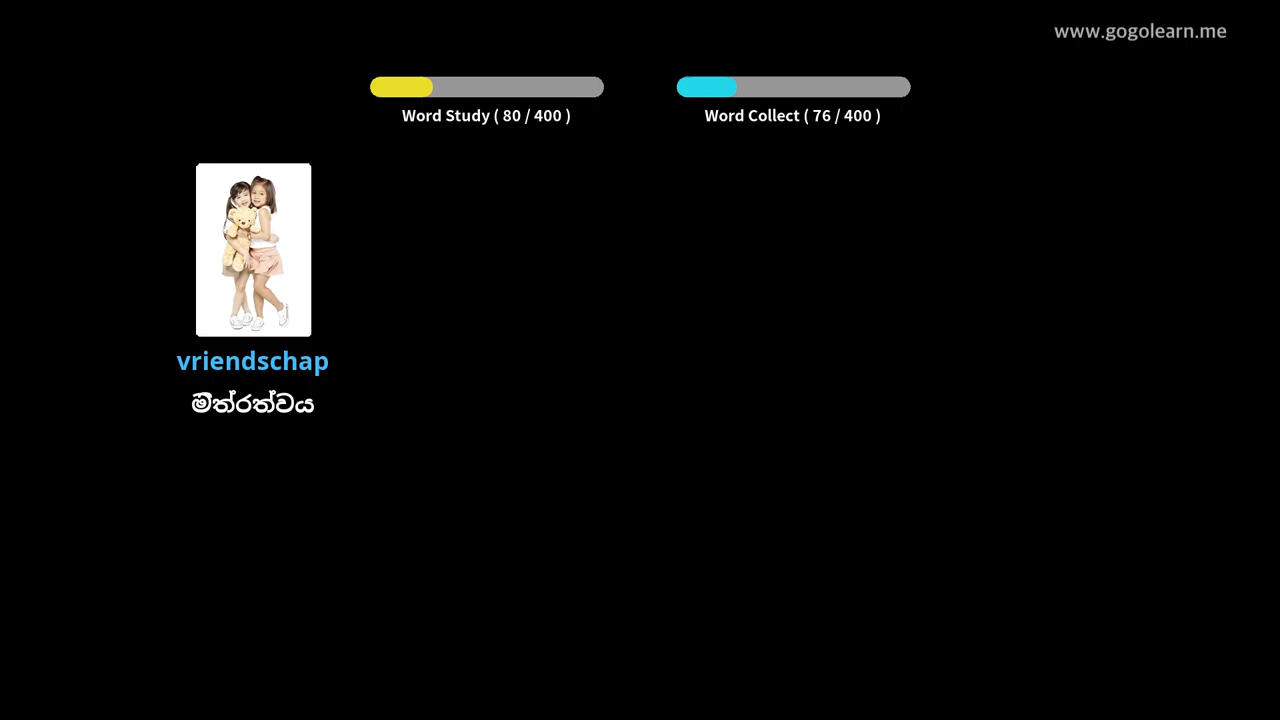 www.gogolearn.me
Word Study ( 80 / 400 )
Word Collect ( 76 / 400 )
vriendschap
මිත්රත්වය